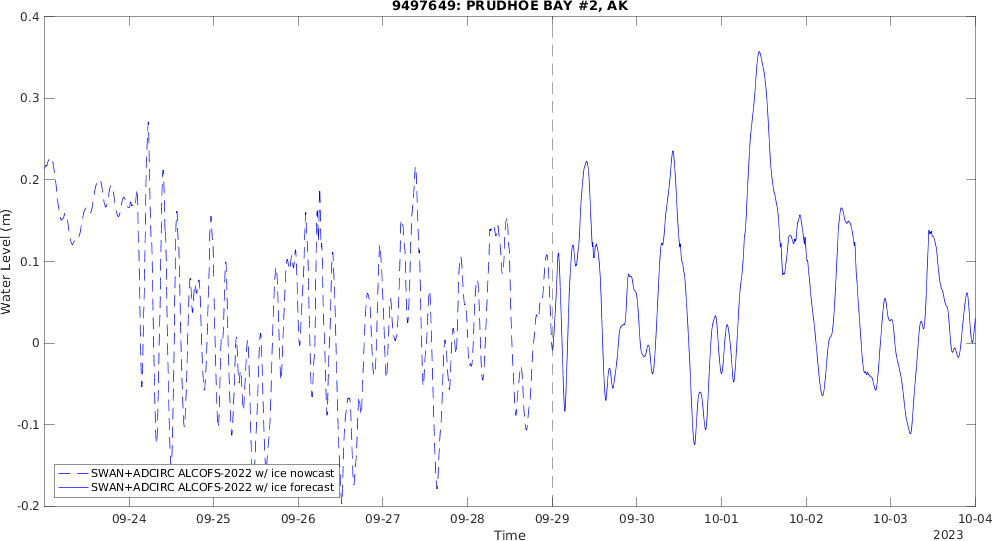 9497649: PRUDHOE BAY #2, AK
0.4
0.3
0.2
0.1
0
-0.1
-0.2
Water Level (m)
SWAN+ADCIRC ALCOFS-2022 w/ ice nowcast
SWAN+ADCIRC ALCOFS-2022 w/ ice forecast
09-24 09-25 09-26 09-27 09-28 09-29 09-30 10-01 10-02 10-03 10-04
Time
2023